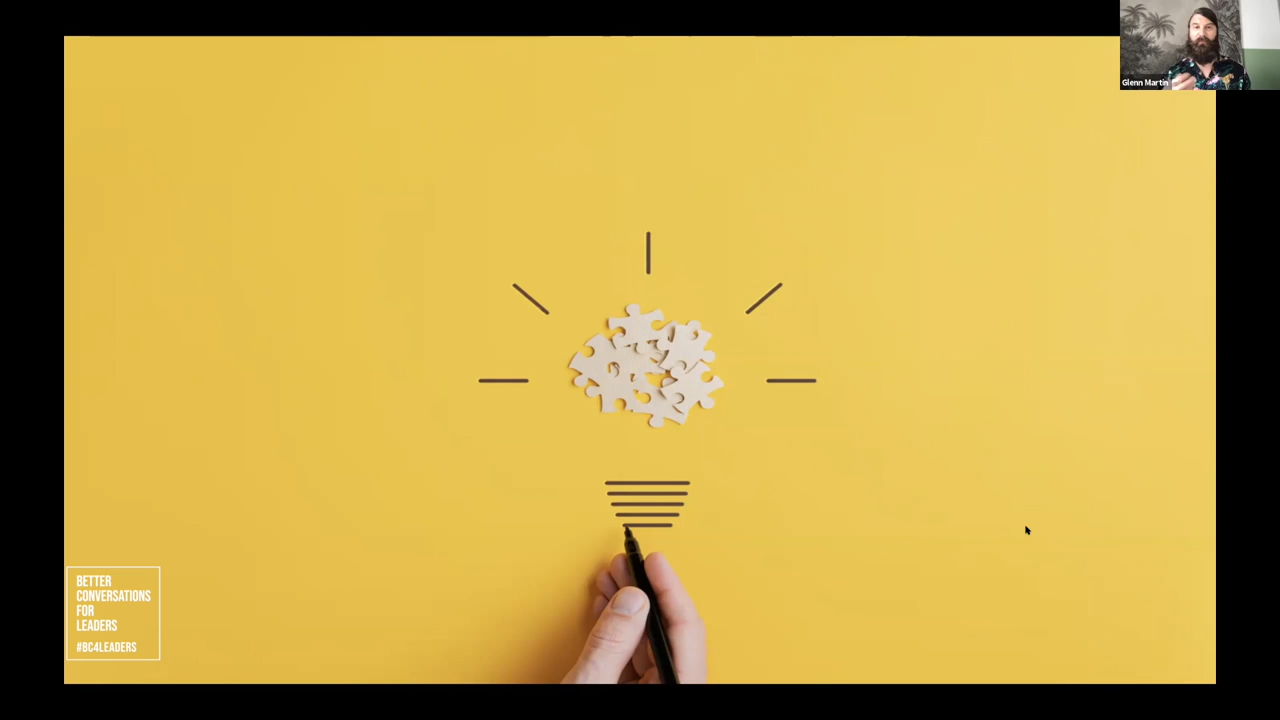 Glenn Martin
BETTER
CONVERSATIONS
FOR
LEADERS
#BC4LEADERS